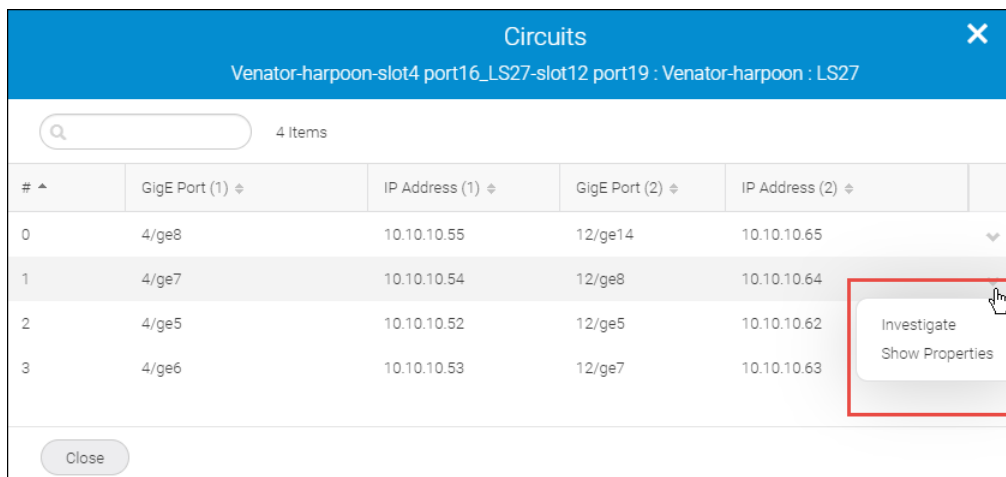 Circuits
Venator-harpoon-slot4 port16_LS27-slot12 port19 : Venator-harpoon : LS27
4 Items
# GigE Port (1) IP Address (1) GigE Port (2) IP Address (2)
0 4/ge8 10.10.10.55 12/ge14 10.10.10.65
1 4/ge7 10.10.10.54 12/ge8 10.10.10.64
2 4/ge5 10.10.10.52 12/ge5 10.10.10.62
Investigate
Show Properties
3 4/ge6 10.10.10.53 12/ge7 10.10.10.63
Close